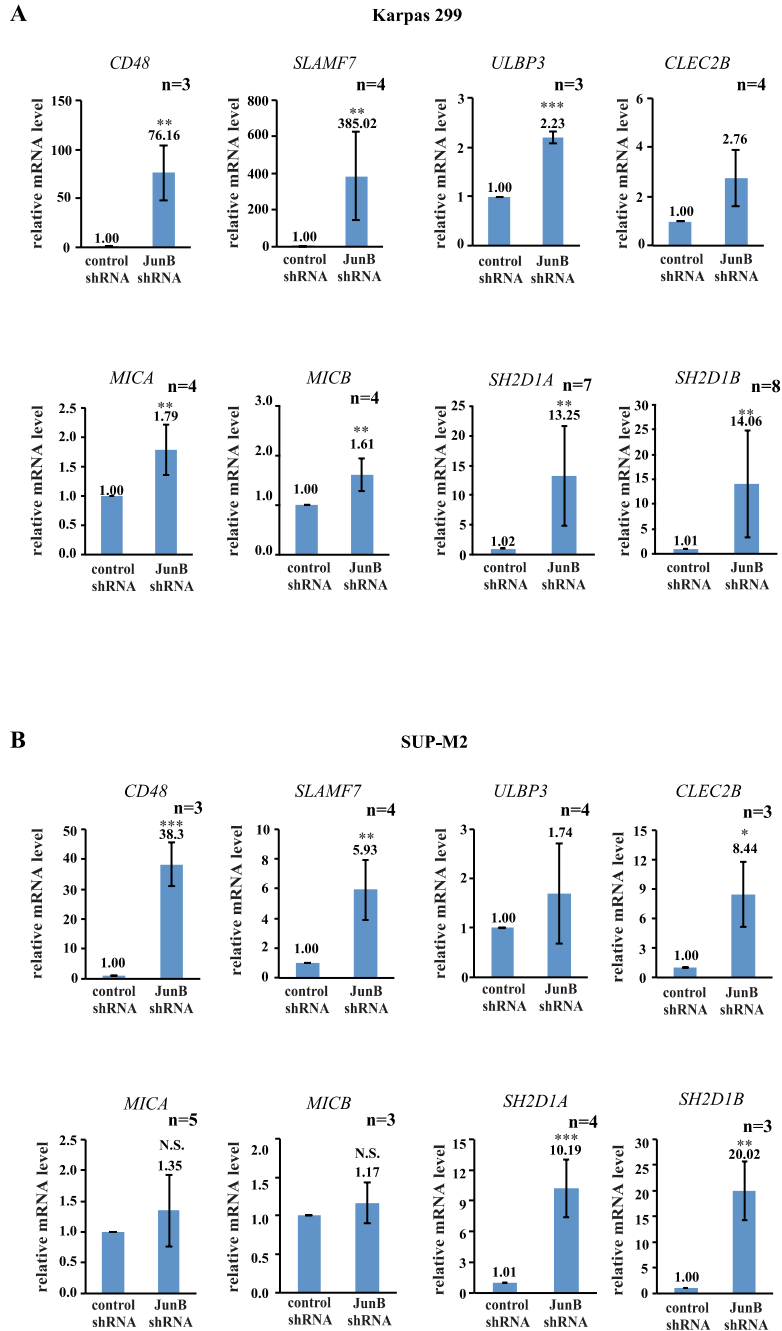 A
Karpas 299
CD48
n=3
relative mRNA level
150
100
50
0
1.00
**
76.16
control
shRNA
JunB
shRNA
SLAMF7
n=4
relative mRNA level
800
600
400
200
0
1.00
**
385.02
control
shRNA
JunB
shRNA
ULBP3
n=3
relative mRNA level
3
2
1
0
1.00
***
2.23
control
shRNA
JunB
shRNA
CLEC2B
n=4
relative mRNA level
6
4
2
0
1.00
2.76
control
shRNA
JunB
shRNA
MICA
n=4
relative mRNA level
2.5
2.0
1.5
1.0
0.5
0.0
1.00
**
1.79
control
shRNA
JunB
shRNA
MICB
n=4
relative mRNA level
3.0
2.0
1.0
0.0
1.00
**
1.61
control
shRNA
JunB
shRNA
SH2D1A
n=7
relative mRNA level
25
20
15
10
5
0
1.02
**
13.25
control
shRNA
JunB
shRNA
SH2D1B
n=8
relative mRNA level
30
25
20
15
10
5
0
1.01
**
14.06
control
shRNA
JunB
shRNA
B
SUP-M2
CD48
n=3
relative mRNA level
50
40
30
20
10
0
1.00
***
38.3
control
shRNA
JunB
shRNA
SLAMF7
n=4
relative mRNA level
10
8
6
4
2
0
1.00
**
5.93
control
shRNA
JunB
shRNA
ULBP3
n=4
relative mRNA level
3
2
1
0
1.00
1.74
control
shRNA
JunB
shRNA
CLEC2B
n=3
relative mRNA level
15
12
9
6
3
0
1.00
*
8.44
control
shRNA
JunB
shRNA
MICA
n=5
relative mRNA level
2.5
2.0
1.5
1.0
0.5
0.0
N.S.
1.35
control
shRNA
JunB
shRNA
MICB
n=3
relative mRNA level
2.0
1.5
1.0
0.5
0.0
N.S.
1.17
control
shRNA
JunB
shRNA
SH2D1A
n=4
relative mRNA level
15
12
9
6
3
0
1.01
***
10.19
control
shRNA
JunB
shRNA
SH2D1B
n=3
relative mRNA level
30
25
20
15
10
5
0
1.00
**
20.02
control
shRNA
JunB
shRNA